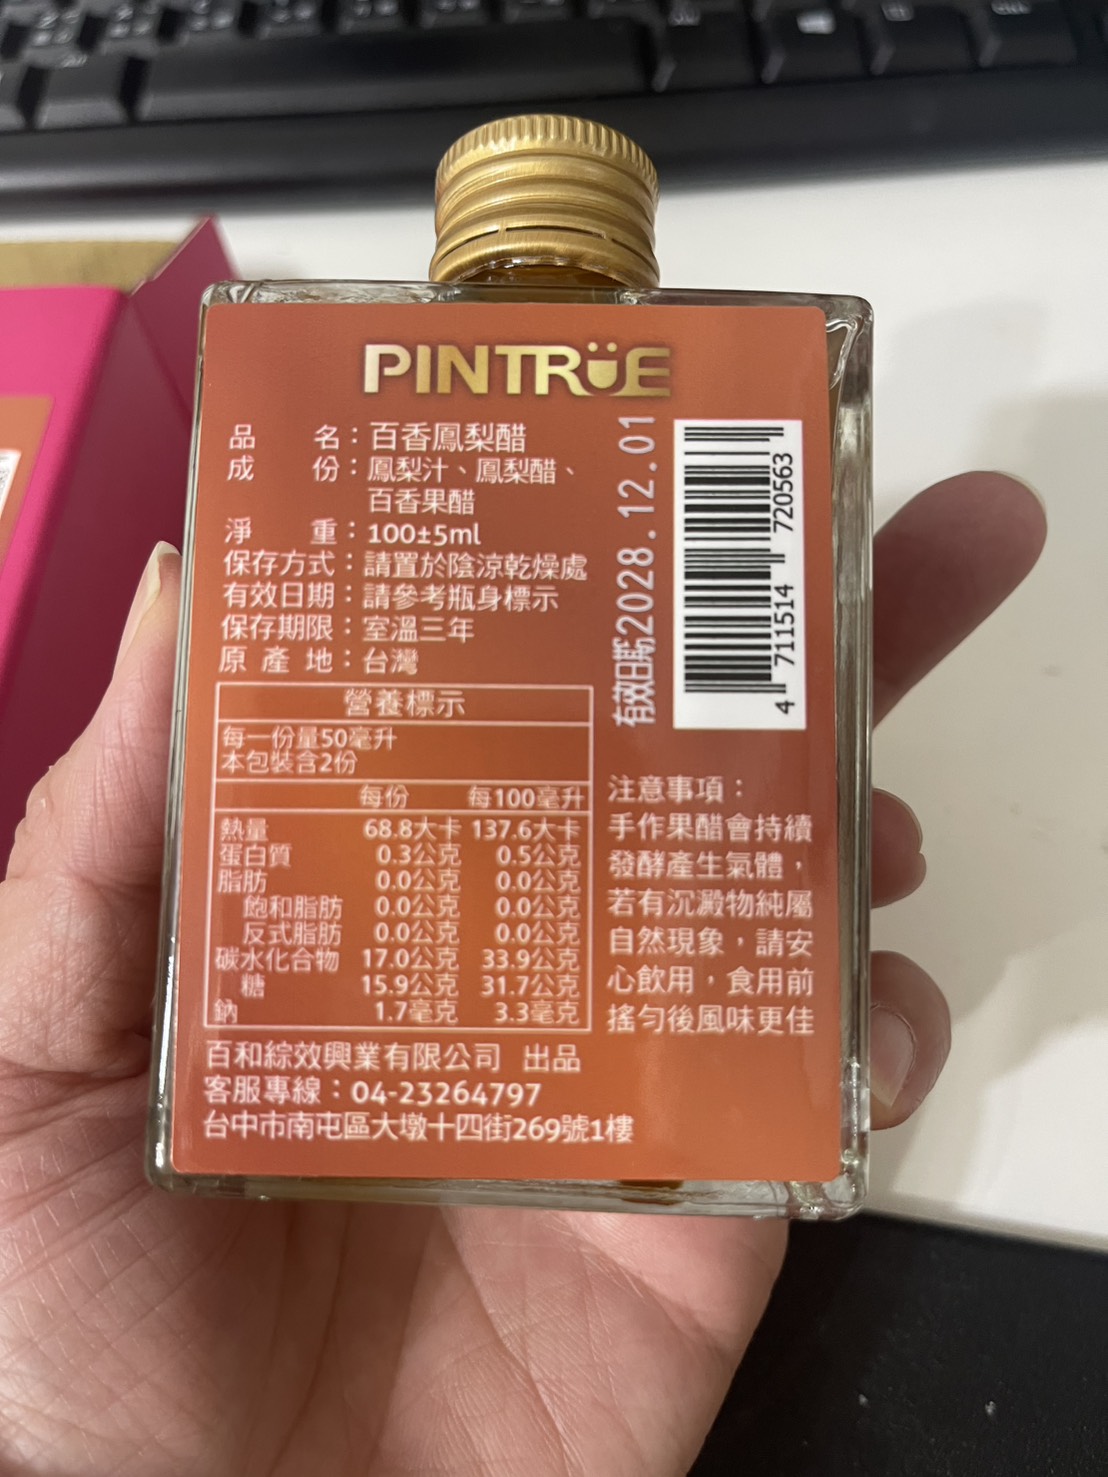 PINTRÜE
品名：百香鳳梨醋
成份：鳳梨汁、鳳梨醋、
百香果醋
淨重：100±5ml
保存方式：請置於陰涼乾燥處
有效日期：請參考瓶身標示
保存期限：室溫三年
原產地：台灣
營養標示
每一份量50毫升
本包裝含2份
每份 每100毫升
熱量 68.8大卡 137.6大卡
蛋白質 0.3公克 0.5公克
脂肪 0.0公克 0.0公克
飽和脂肪 0.0公克 0.0公克
反式脂肪 0.0公克 0.0公克
碳水化合物 17.0公克 33.9公克
糖 15.9公克 31.7公克
鈉 1.7毫克 3.3毫克
有效日期2028.12.01
4 711514 720563
注意事項：
手作果醋會持續
發酵產生氣體，
若有沉澱物純屬
自然現象，請安
心飲用，食用前
搖勻後風味更佳
百和綜效興業有限公司 出品
客服專線：04-23264797
台中市南屯區大墩十四街269號1樓